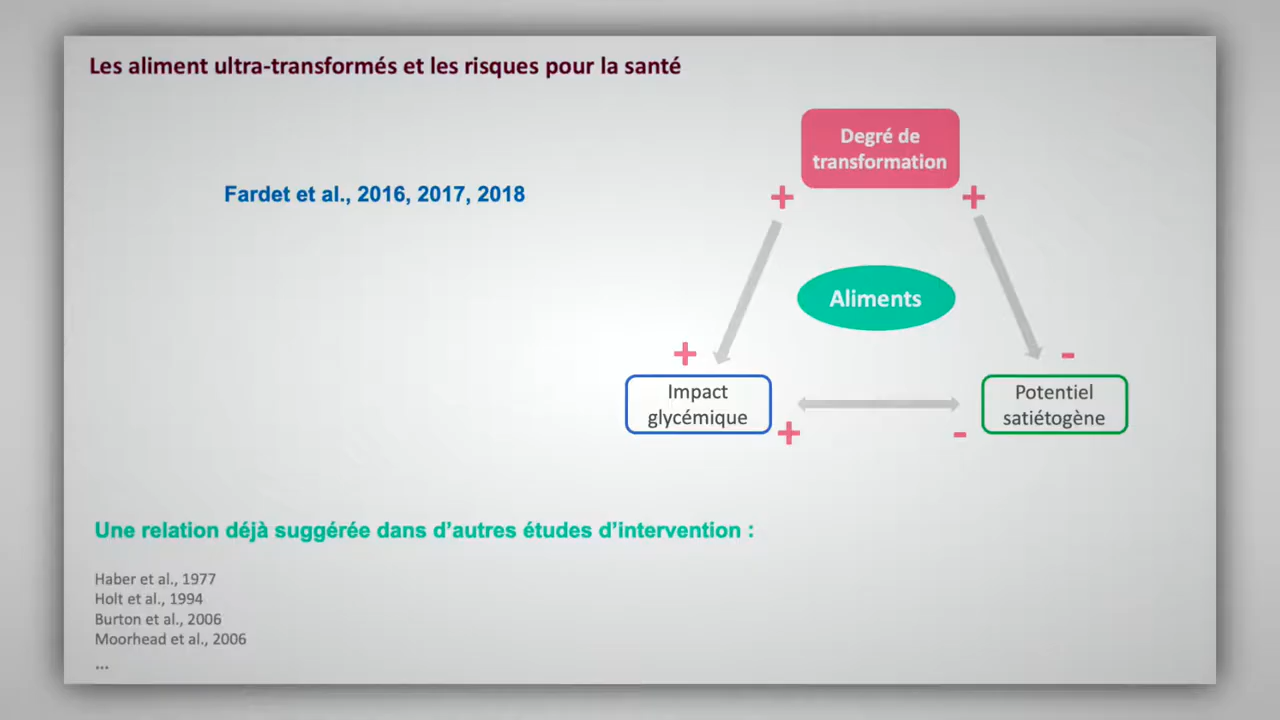 Les aliment ultra-transformés et les risques pour la santé
Degré de
transformation
Fardet et al., 2016, 2017, 2018
+ +
Aliments
+ -
Impact
glycémique
Potentiel
satiétogène
+ -
Une relation déjà suggérée dans d’autres études d’intervention :
Haber et al., 1977
Holt et al., 1994
Burton et al., 2006
Moorhead et al., 2006
...